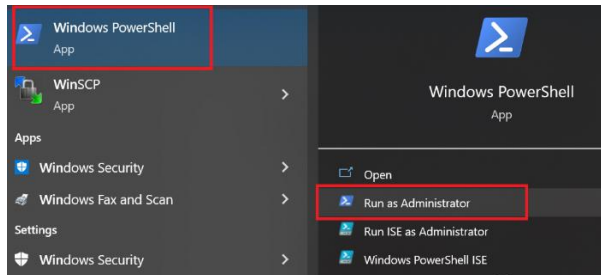 Windows PowerShell
App
WinSCP
App
Apps
Windows Security
Windows Fax and Scan
Settings
Windows Security
Windows PowerShell
App
Open
Run as Administrator
Run ISE as Administrator
Windows PowerShell ISE